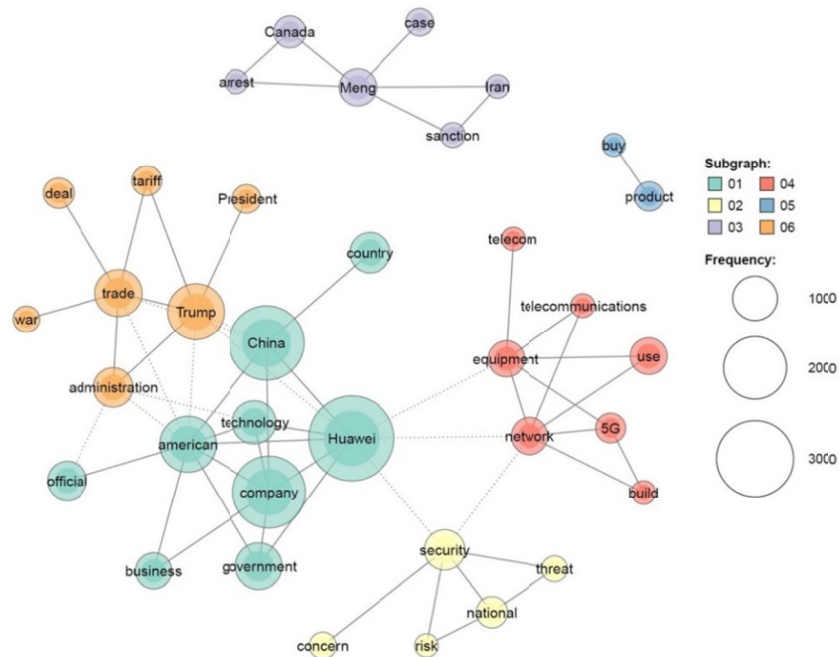 Canada
case
arrest
Meng
Iran
sanction
buy
product
Subgraph:
01 04
02 05
03 06
Frequency:
1000
2000
3000
deal
tariff
President
country
telecom
trade
Trump
telecommunications
war
China
equipment
use
administration
technology
american
Huawei
network
5G
official
company
build
business
government
security
threat
national
concern
risk